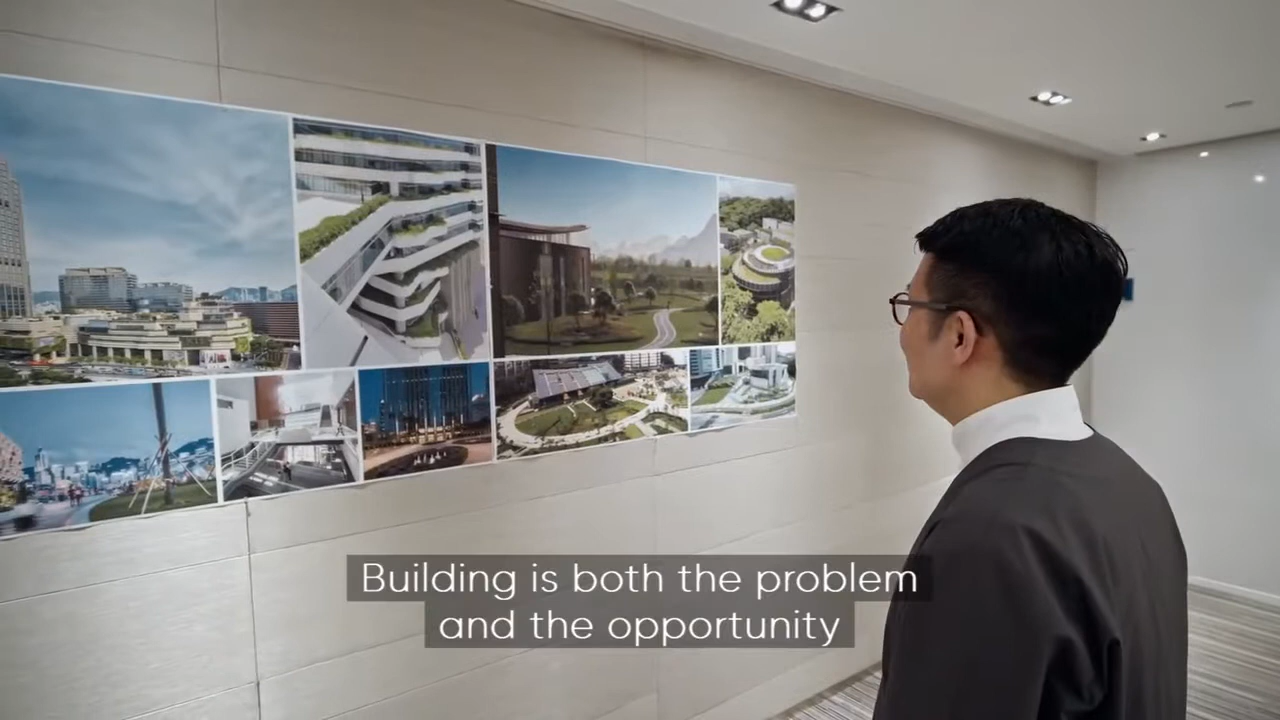 Building is both the problem
and the opportunity